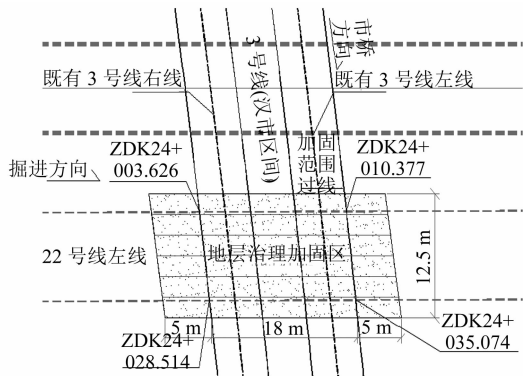 市桥
方向
3 号线(汉市区间)
既有 3 号线右线
既有 3 号线左线
ZDK24+
003.626
加固
范围
过线
ZDK24+
010.377
掘进方向
22 号线左线
地层治理加固区
12.5 m
5 m
18 m
5 m
ZDK24+
028.514
ZDK24+
035.074